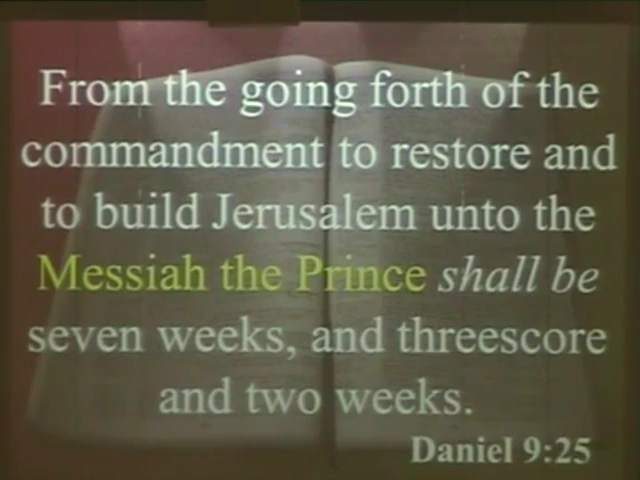 From the going forth of the
commandment to restore and
to build Jerusalem unto the
Messiah the Prince shall be
seven weeks, and threescore
and two weeks.
Daniel 9:25